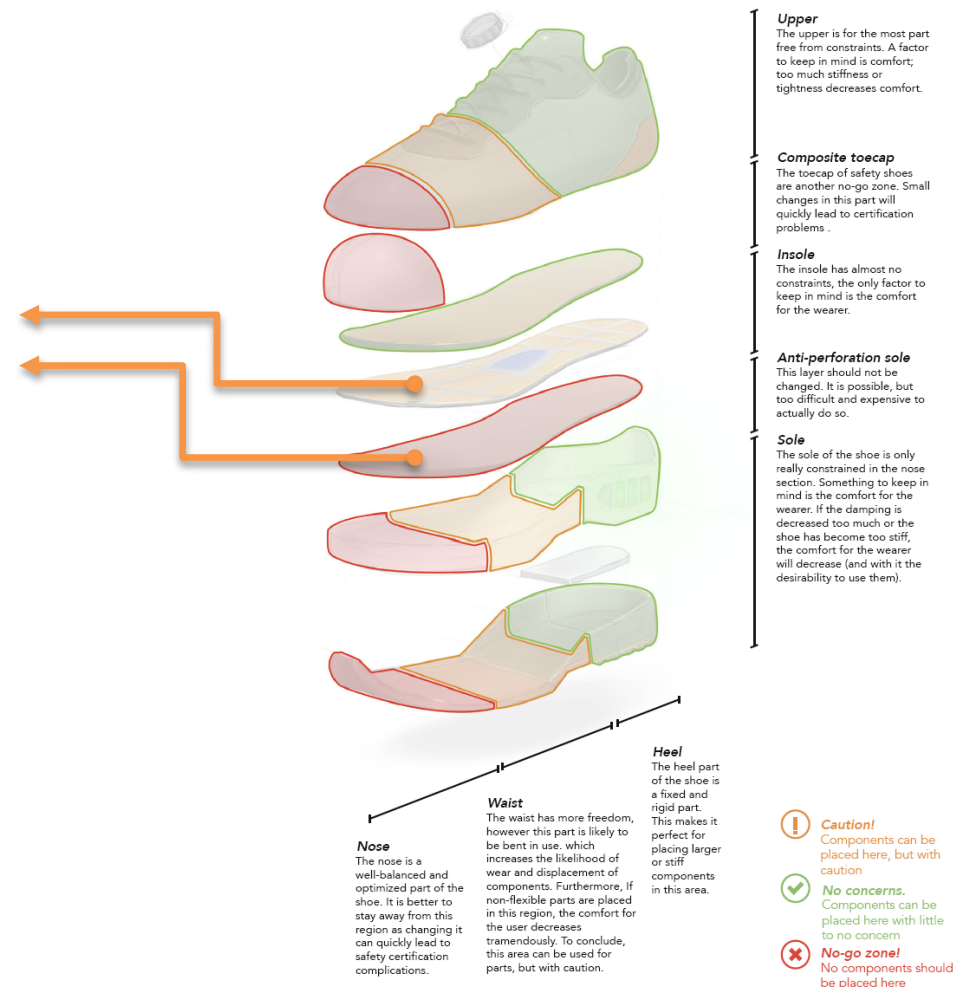 Upper
The upper is for the most part
free from constraints. A factor
to keep in mind is comfort;
too much stiffness or
tightness decreases comfort.
Composite toecap
The toecap of safety shoes
are another no-go zone. Small
changes in this part will
quickly lead to certification
problems .
Insole
The insole has almost no
constraints, the only factor to
keep in mind is the comfort
for the wearer.
Anti-perforation sole
This layer should not be
changed. It is possible, but
too difficult and expensive to
actually do so.
Sole
The sole of the shoe is only
really constrained in the nose
section. Something to keep in
mind is the comfort for the
wearer. If the damping is
decreased too much or the
shoe has become too stiff,
the comfort for the wearer
will decrease (and with it the
desirability to use them).
Heel
The heel part
of the shoe is
a fixed and
rigid part.
This makes it
perfect for
placing larger
or stiff
components
in this area.
Waist
The waist has more freedom,
however this part is likely to
be bent in use. which
increases the likelihood of
wear and displacement of
components. Furthermore, If
non-flexible parts are placed
in this region, the comfort for
the user decreases
tramendously. To conclude,
this area can be used for
parts, but with caution.
Nose
The nose is a
well-balanced and
optimized part of the
shoe. It is better to
stay away from this
region as changing it
can quickly lead to
safety certification
complications.
Caution!
Components can be
placed here, but with
caution
No concerns.
Components can be
placed here with little
to no concern
No-go zone!
No components should
be placed here